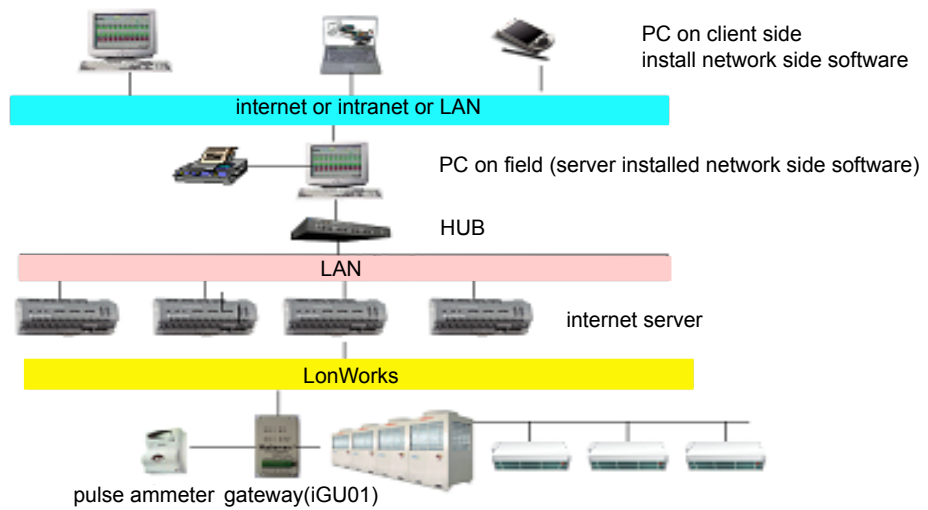 PC on client side
install network side software
internet or intranet or LAN
PC on field (server installed network side software)
HUB
LAN
internet server
LonWorks
pulse ammeter gateway(iGU01)